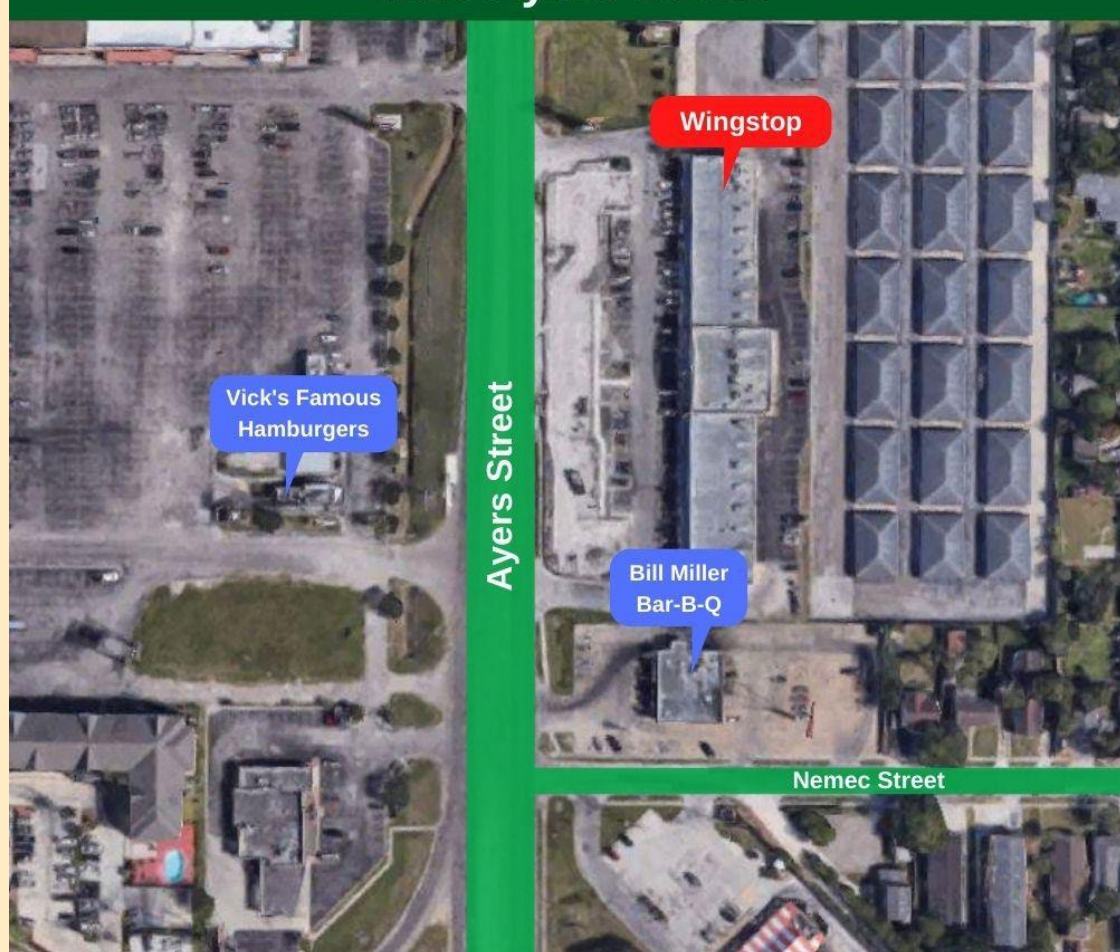 Wingstop
Vick's Famous
Hamburgers
Ayers Street
Bill Miller
Bar-B-Q
Nemec Street